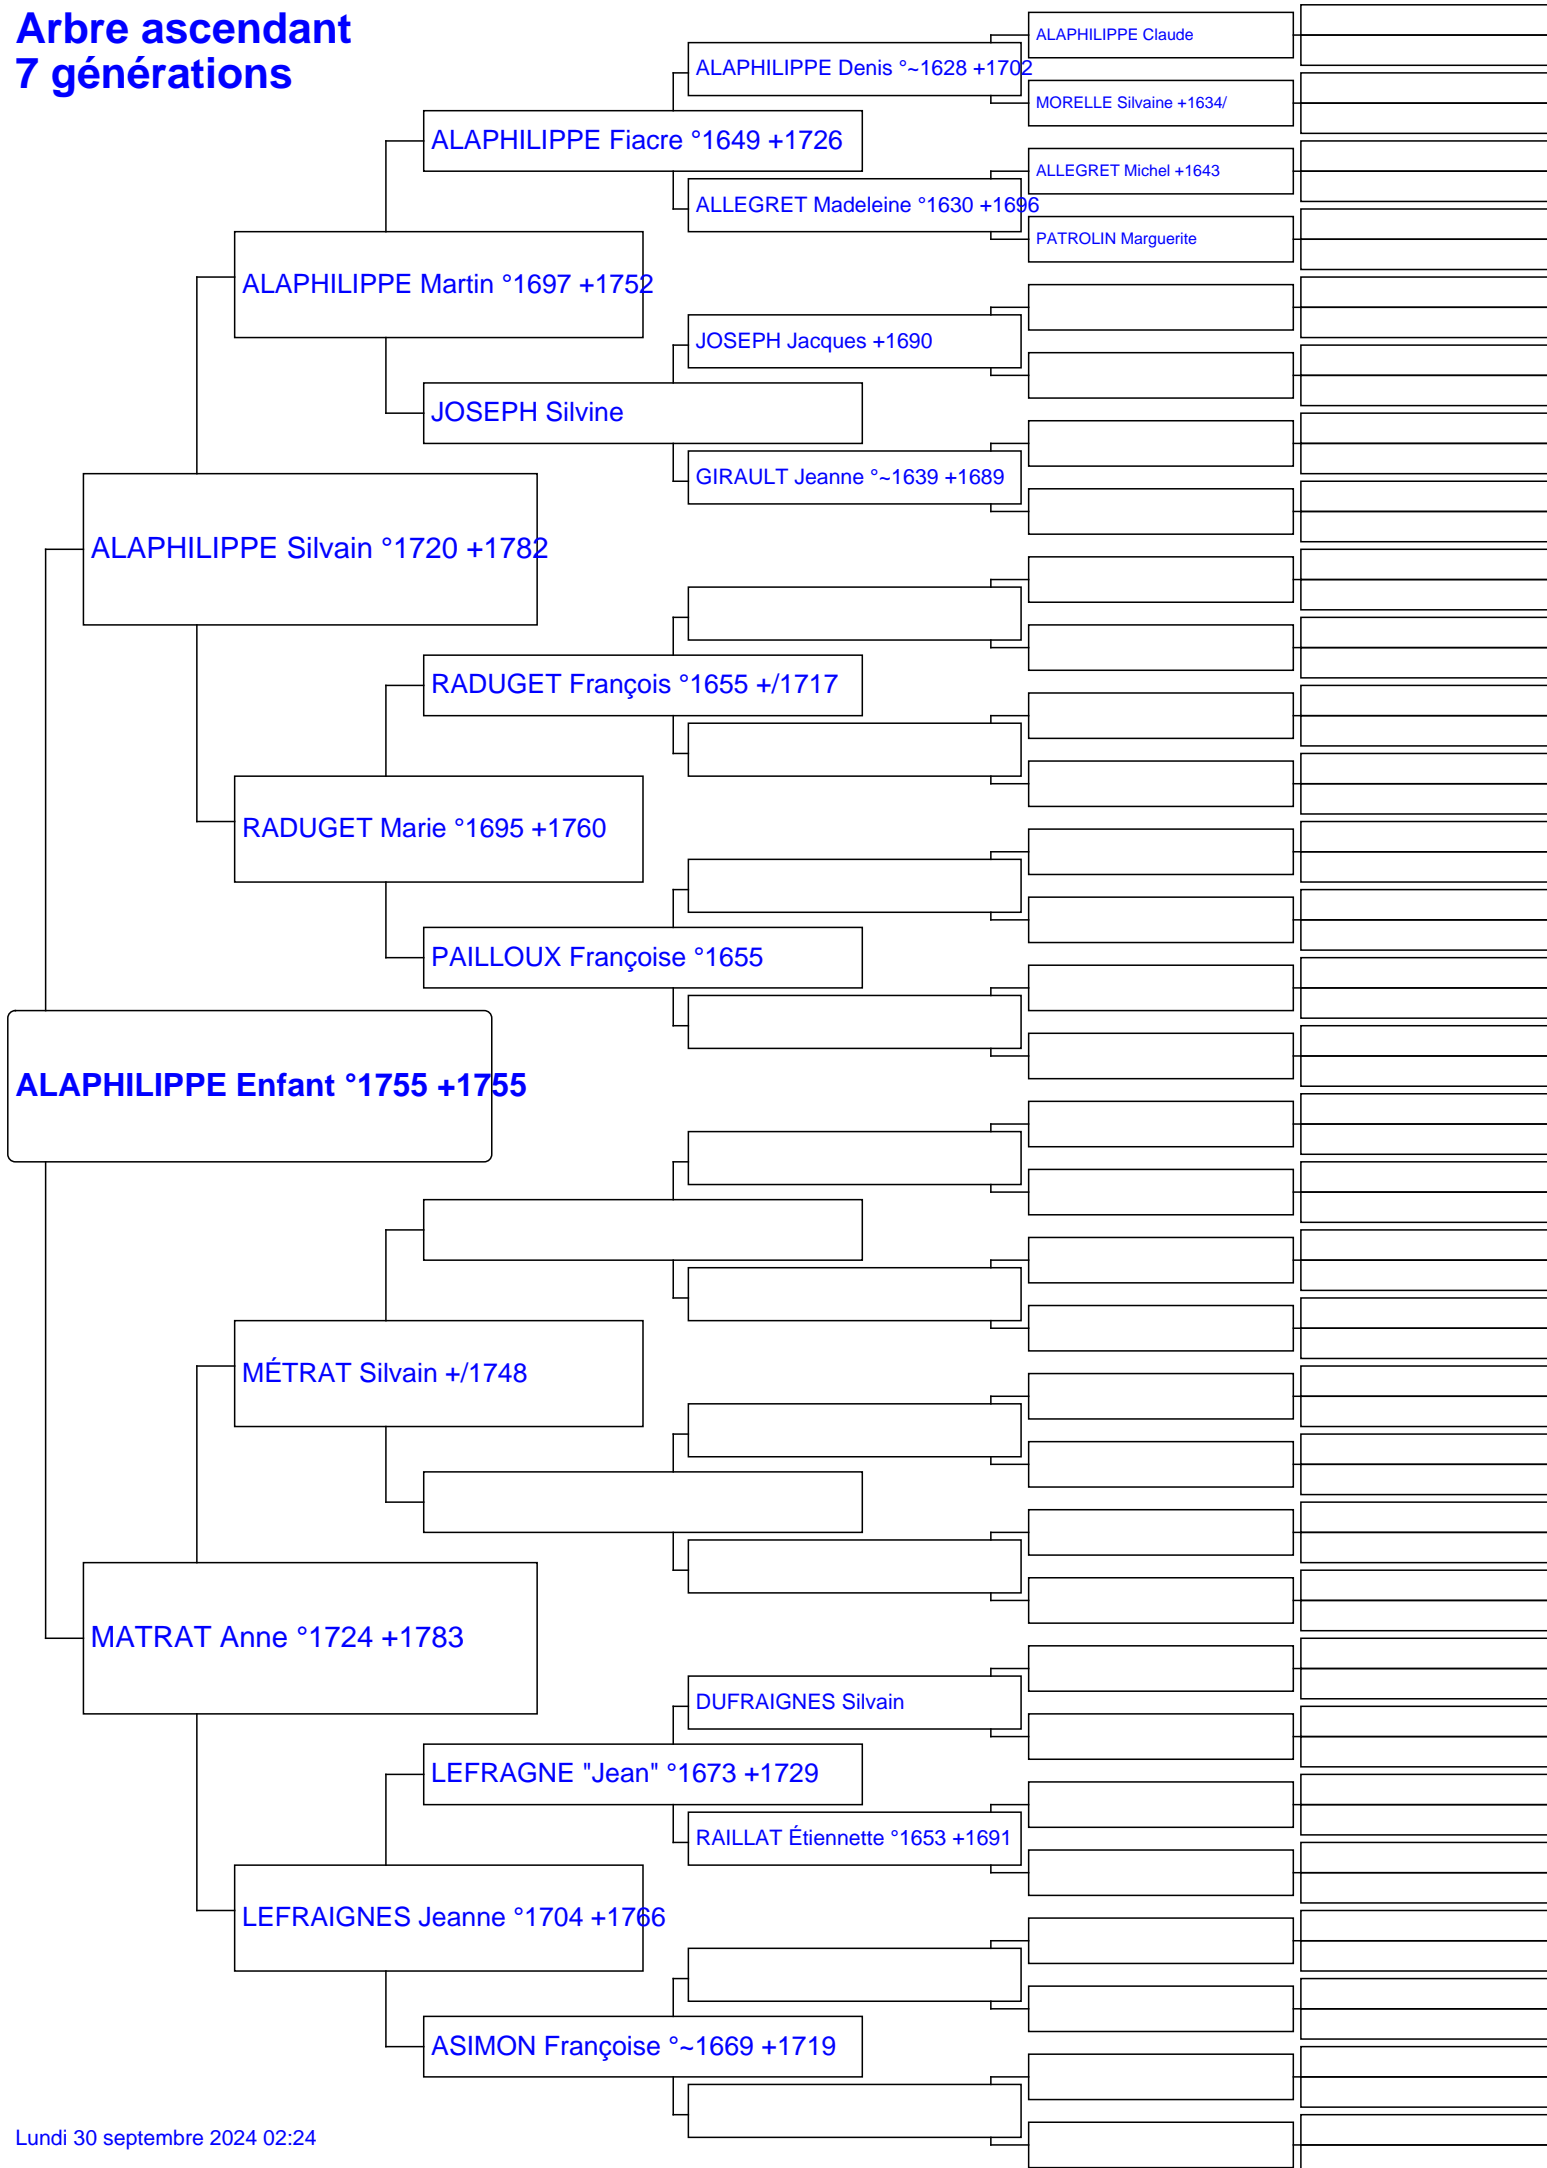 Arbre ascendant
7 générations
ALAPHILIPPE Claude
ALAPHILIPPE Denis °~1628 +1702
MORELLE Silvaine +1634/
ALAPHILIPPE Fiacre °1649 +1726
ALLEGRET Michel +1643
ALLEGRET Madeleine °1630 +1696
PATROLIN Marguerite
ALAPHILIPPE Martin °1697 +1752
JOSEPH Jacques +1690
JOSEPH Silvine
GIRAULT Jeanne °~1639 +1689
ALAPHILIPPE Silvain °1720 +1782
RADUGET François °1655 +/1717
RADUGET Marie °1695 +1760
PAILLOUX Françoise °1655
ALAPHILIPPE Enfant °1755 +1755
MÉTRAT Silvain +/1748
MATRAT Anne °1724 +1783
DUFRAIGNES Silvain
LEFRAGNE "Jean" °1673 +1729
RAILLAT Étiennette °1653 +1691
LEFRAIGNES Jeanne °1704 +1766
ASIMON Françoise °~1669 +1719
Lundi 30 septembre 2024 02:24